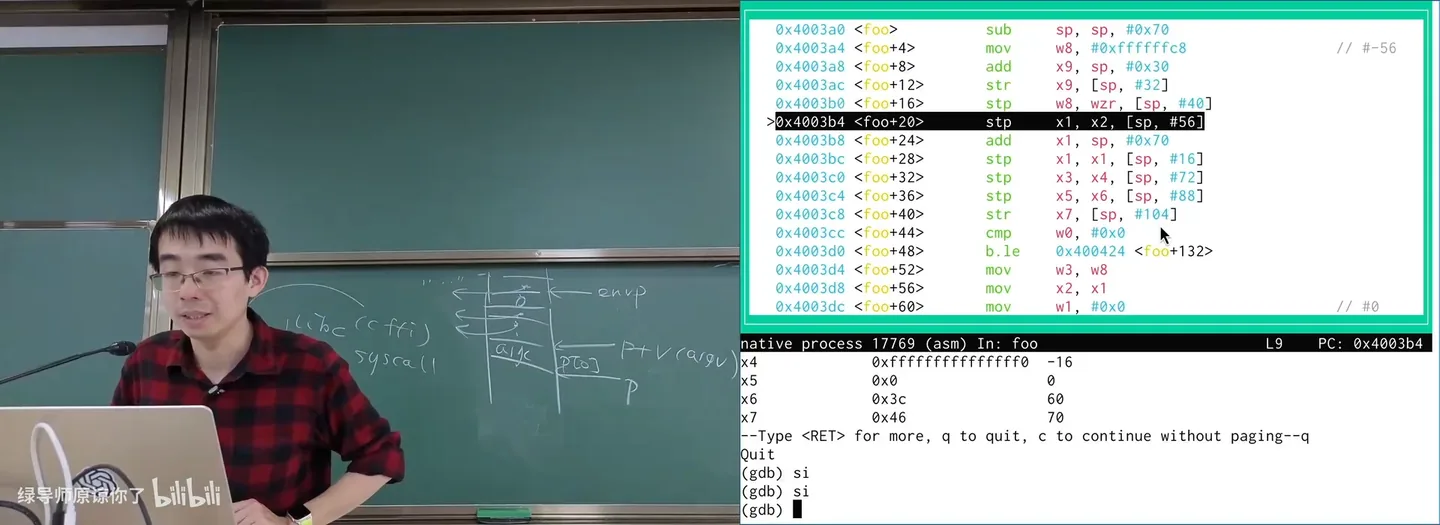 libc (cffi)
syscall
envp
0
argc
p[0]
p+v(argv)
p
绿导师原谅你了 bilibili
0x4003a0 <foo> sub sp, sp, #0x70
0x4003a4 <foo+4> mov w8, #0xffffffc8 // #-56
0x4003a8 <foo+8> add x9, sp, #0x30
0x4003ac <foo+12> str x9, [sp, #32]
0x4003b0 <foo+16> stp w8, wzr, [sp, #40]
>0x4003b4 <foo+20> stp x1, x2, [sp, #56]
0x4003b8 <foo+24> add x1, sp, #0x70
0x4003bc <foo+28> stp x1, x1, [sp, #16]
0x4003c0 <foo+32> stp x3, x4, [sp, #72]
0x4003c4 <foo+36> stp x5, x6, [sp, #88]
0x4003c8 <foo+40> str x7, [sp, #104]
0x4003cc <foo+44> cmp w0, #0x0
0x4003d0 <foo+48> b.le 0x400424 <foo+132>
0x4003d4 <foo+52> mov w3, w8
0x4003d8 <foo+56> mov x2, x1
0x4003dc <foo+60> mov w1, #0x0 // #0
native process 17769 (asm) In: foo L9 PC: 0x4003b4
x4 0xfffffffffffffff0 -16
x5 0x0 0
x6 0x3c 60
x7 0x46 70
--Type <RET> for more, q to quit, c to continue without paging--q
Quit
(gdb) si
(gdb) si
(gdb)